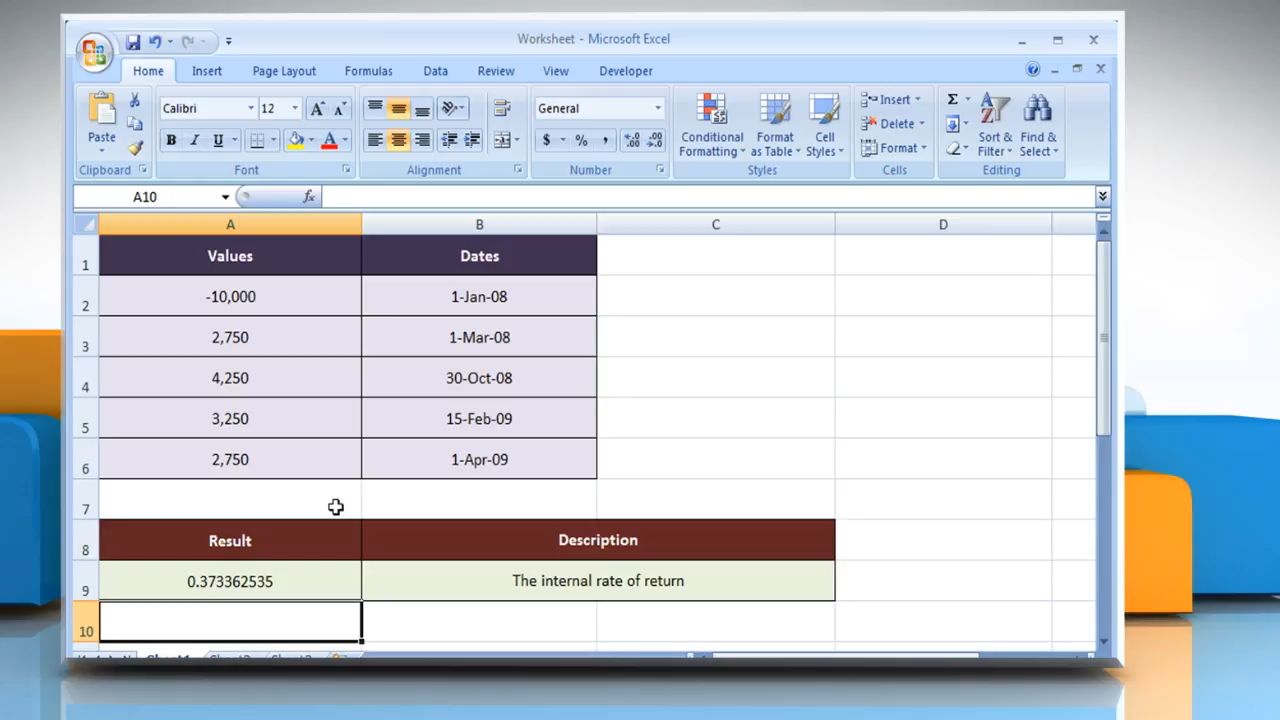 Worksheet - Microsoft Excel
Home Insert Page Layout Formulas Data Review View Developer
Calibri 12 General
Paste
B I U A $ % ,
Conditional Formatting
Format as Table
Cell Styles
Insert
Delete
Format
Σ
Sort & Filter
Find & Select
Clipboard Font Alignment Number Styles Cells Editing
A10 fx
A B C D
1 Values Dates
2 -10,000 1-Jan-08
3 2,750 1-Mar-08
4 4,250 30-Oct-08
5 3,250 15-Feb-09
6 2,750 1-Apr-09
7
8 Result Description
9 0.373362535 The internal rate of return
10